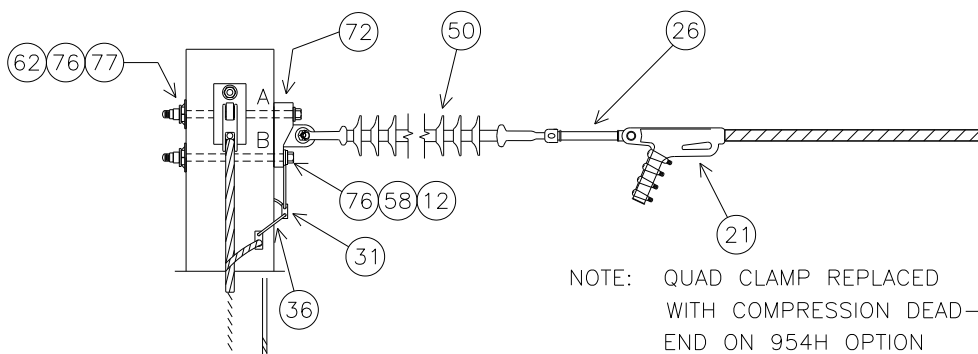 72
50
26
62 76 77
A
B
76 58 12
31
36
21
NOTE: QUAD CLAMP REPLACED
WITH COMPRESSION DEAD-
END ON 954H OPTION